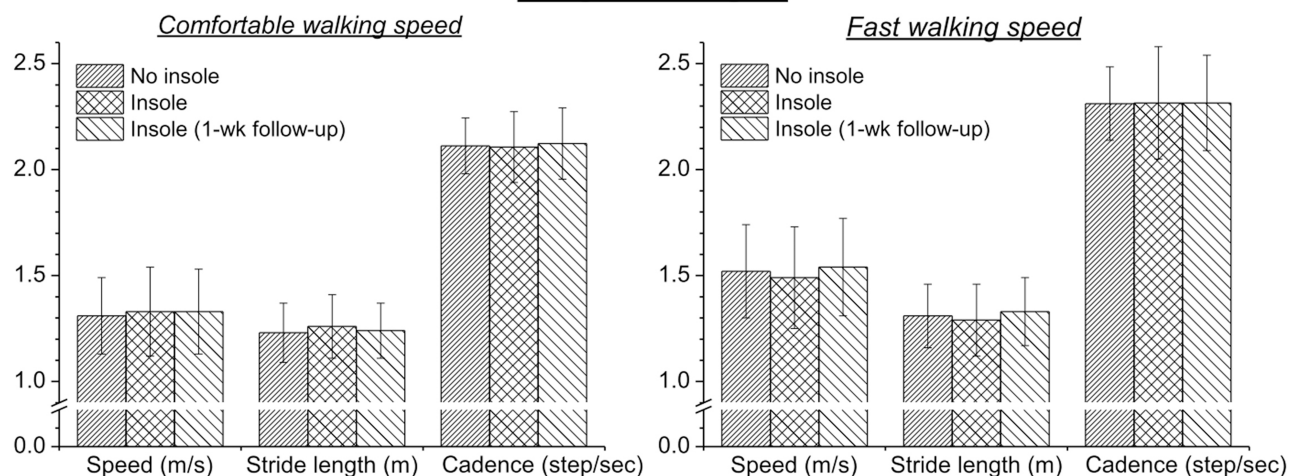 Comfortable walking speed
2.5
2.0
1.5
1.0
0.0
No insole
Insole
Insole (1-wk follow-up)
Speed (m/s)
Stride length (m)
Cadence (step/sec)
Fast walking speed
2.5
2.0
1.5
1.0
0.0
No insole
Insole
Insole (1-wk follow-up)
Speed (m/s)
Stride length (m)
Cadence (step/sec)